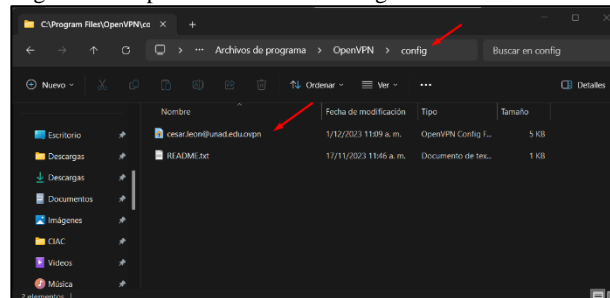 C:\Program Files\OpenVPN\co
Archivos de programa > OpenVPN > config
Buscar en config
Nuevo
Ordenar
Ver
Detalles
Nombre
Fecha de modificación
Tipo
Tamaño
Escritorio
cesar.leon@unad.edu.ovpn
1/12/2023 11:09 a. m.
OpenVPN Config F...
5 KB
Descargas
README.txt
17/11/2023 11:46 a. m.
Documento de tex...
1 KB
Descargas
Documentos
Imágenes
CIAC
Videos
Música
2 elementos